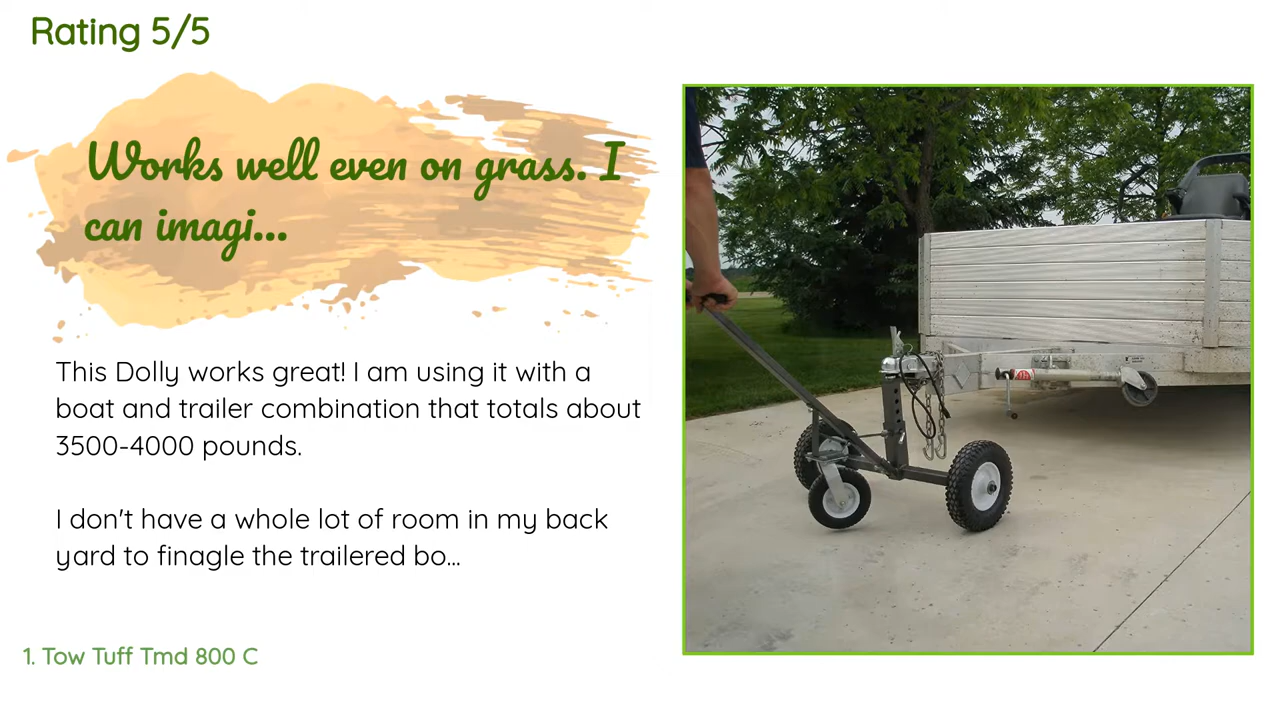 Rating 5/5
Works well even on grass. I
can imagi...
This Dolly works great! I am using it with a
boat and trailer combination that totals about
3500-4000 pounds.
I don't have a whole lot of room in my back
yard to finagle the trailered bo...
1. Tow Tuff Tmd 800 C